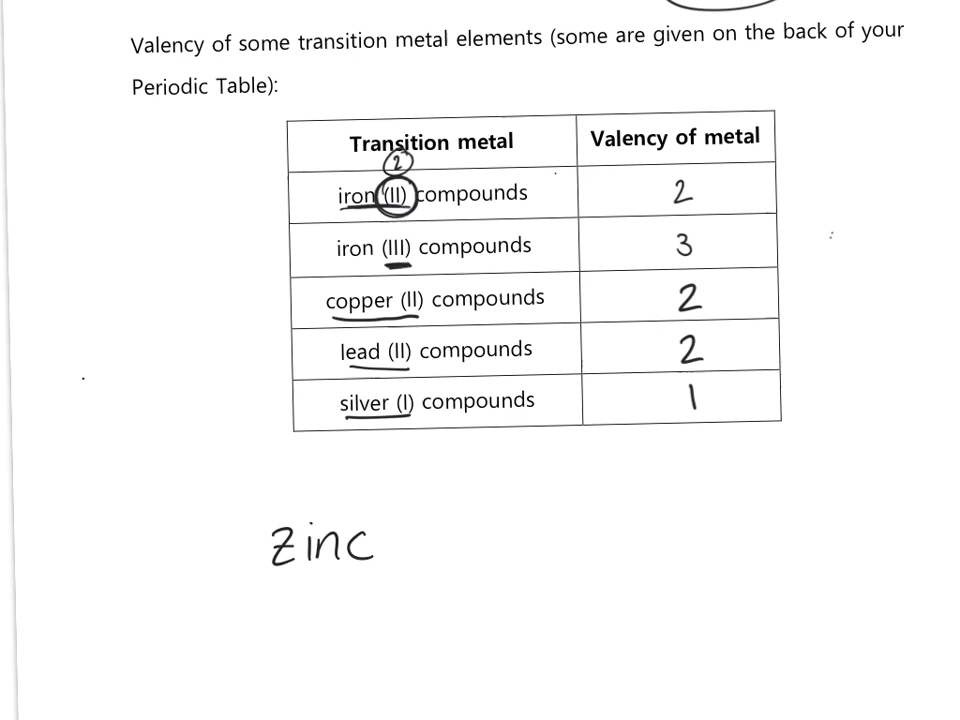 Valency of some transition metal elements (some are given on the back of your
Periodic Table):
Transition metal Valency of metal
2
iron (II) compounds 2
iron (III) compounds 3
copper (II) compounds 2
lead (II) compounds 2
silver (I) compounds 1
zinc